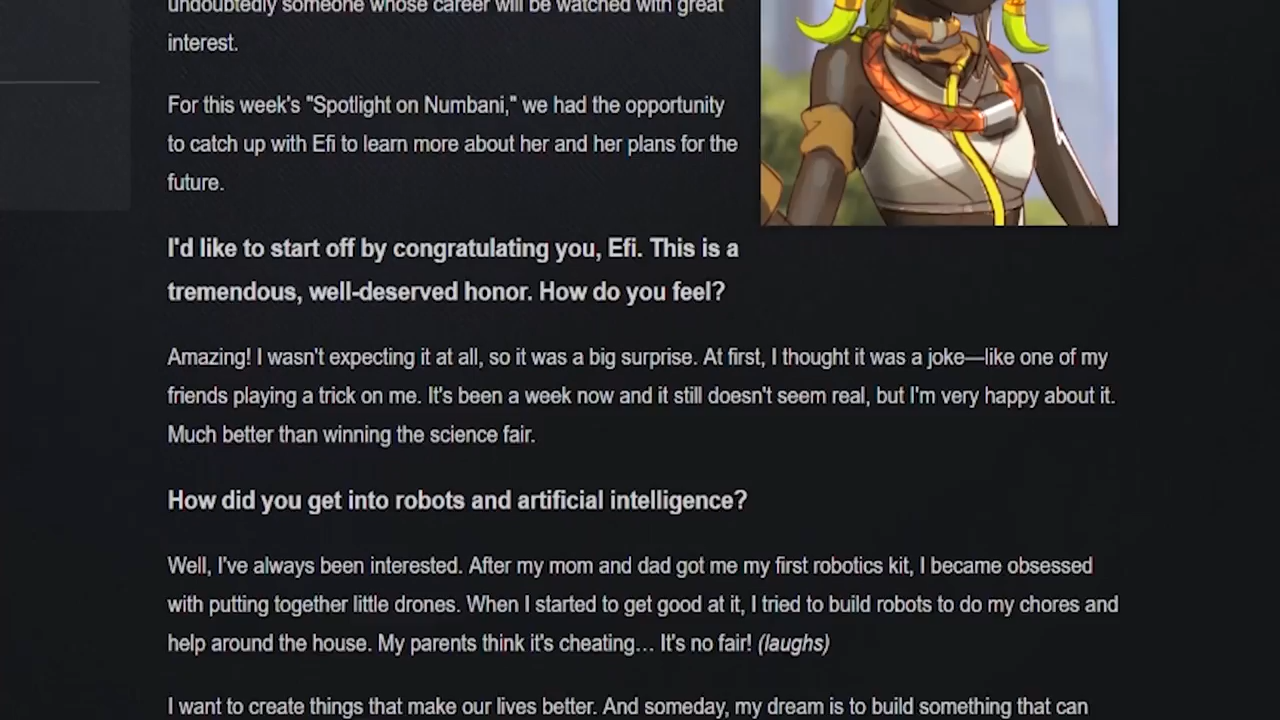 undoubtedly someone whose career will be watched with great
interest.
For this week's "Spotlight on Numbani," we had the opportunity
to catch up with Efi to learn more about her and her plans for the
future.
I'd like to start off by congratulating you, Efi. This is a
tremendous, well-deserved honor. How do you feel?
Amazing! I wasn't expecting it at all, so it was a big surprise. At first, I thought it was a joke—like one of my
friends playing a trick on me. It's been a week now and it still doesn't seem real, but I'm very happy about it.
Much better than winning the science fair.
How did you get into robots and artificial intelligence?
Well, I've always been interested. After my mom and dad got me my first robotics kit, I became obsessed
with putting together little drones. When I started to get good at it, I tried to build robots to do my chores and
help around the house. My parents think it's cheating… It's no fair! (laughs)
I want to create things that make our lives better. And someday, my dream is to build something that can